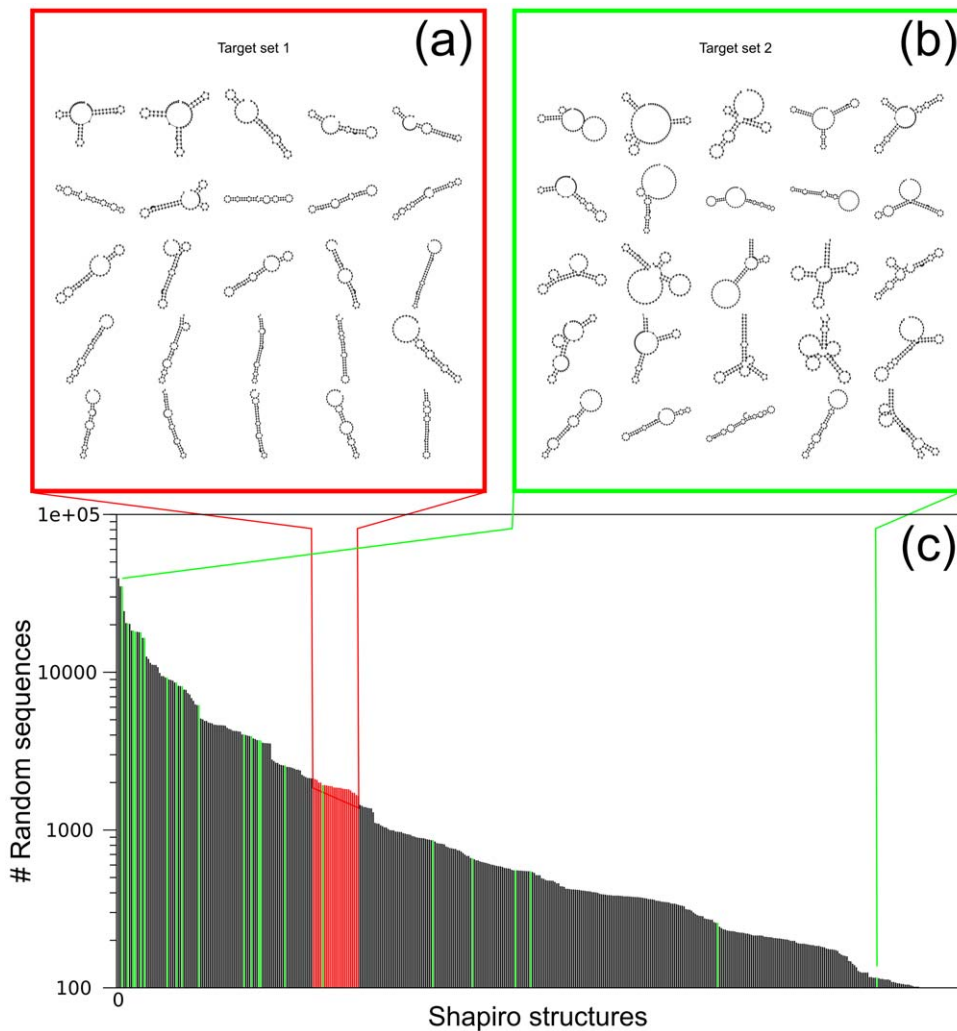 Target set 1
(a)
Target set 2
(b)
1e+05
(c)
10000
1000
100
0
# Random sequences
Shapiro structures